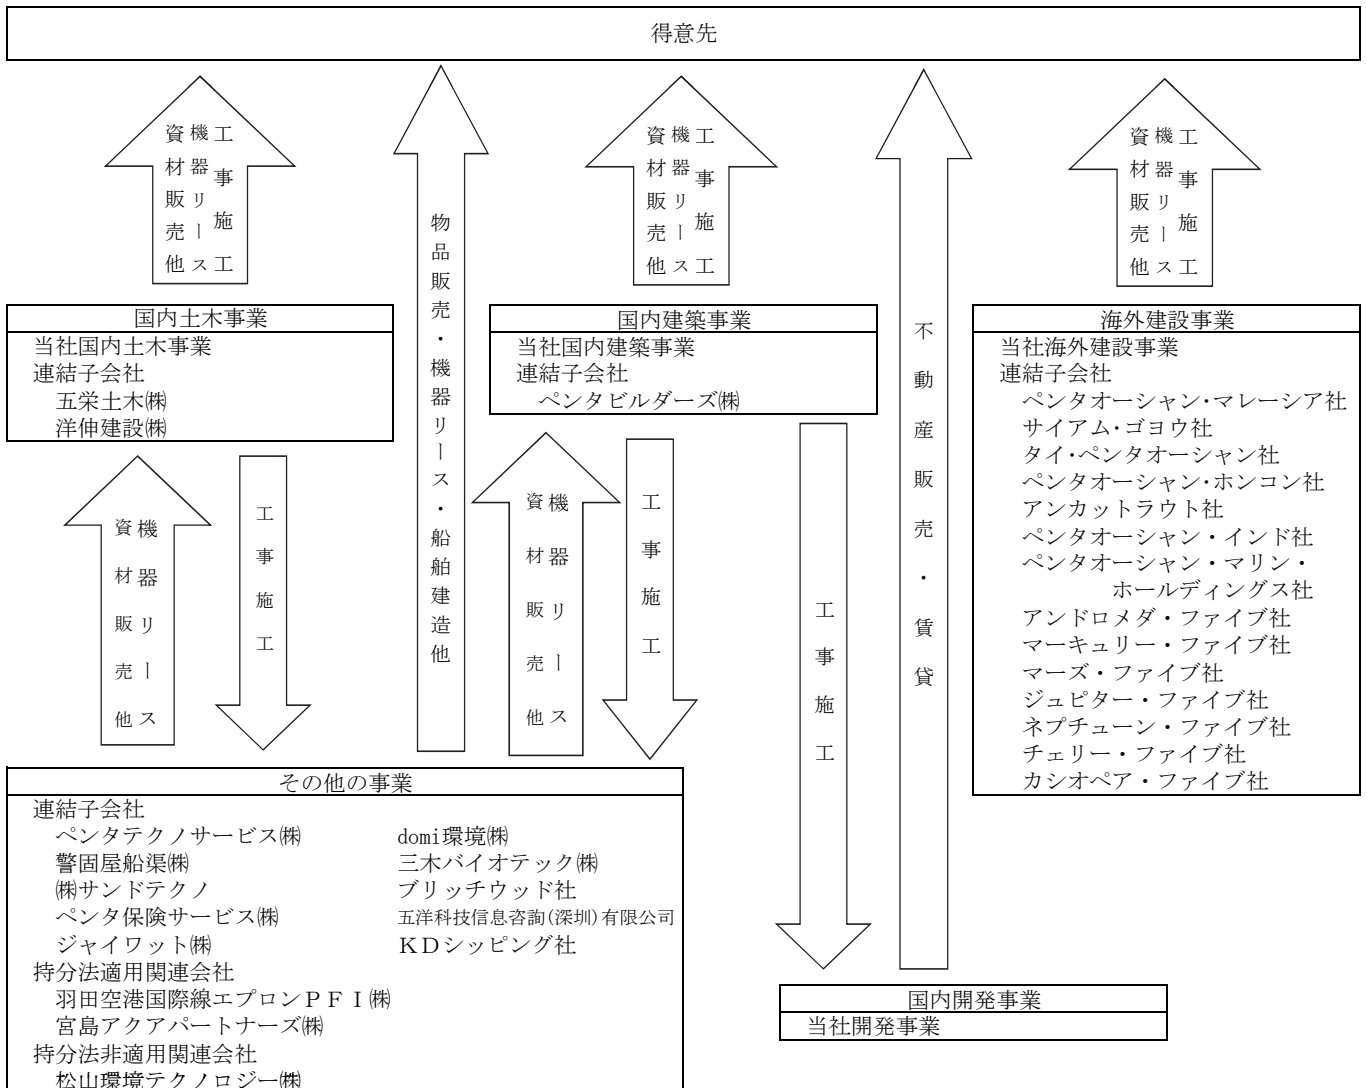 得意先
資材販売他
機器リース
工事施工
物品販売・機器リース・船舶建造他
資材販売他
機器リース
工事施工
不動産販売・賃貸
資材販売他
機器リース
工事施工
国内土木事業
当社国内土木事業
連結子会社
五栄土木㈱
洋伸建設㈱
国内建築事業
当社国内建築事業
連結子会社
ペンタビルダーズ㈱
海外建設事業
当社海外建設事業
連結子会社
ペンタオーシャン・マレーシア社
サイアム・ゴヨウ社
タイ・ペンタオーシャン社
ペンタオーシャン・ホンコン社
アンカットラウト社
ペンタオーシャン・インド社
ペンタオーシャン・マリン・
ホールディングス社
アンドロメダ・ファイブ社
マーキュリー・ファイブ社
マーズ・ファイブ社
ジュピター・ファイブ社
ネプチューン・ファイブ社
チェリー・ファイブ社
カシオペア・ファイブ社
資材販売他
機器リース
工事施工
資材販売他
機器リース
工事施工
工事施工
その他の事業
連結子会社
ペンタテクノサービス㈱
警固屋船渠㈱
㈱サンドテクノ
ペンタ保険サービス㈱
ジャイワット㈱
domi環境㈱
三木バイオテック㈱
ブリッチウッド社
五洋科技信息咨詢(深圳)有限公司
ＫＤシッピング社
持分法適用関連会社
羽田空港国際線エプロンＰＦＩ㈱
宮島アクアパートナーズ㈱
持分法非適用関連会社
松山環境テクノロジー㈱
国内開発事業
当社開発事業